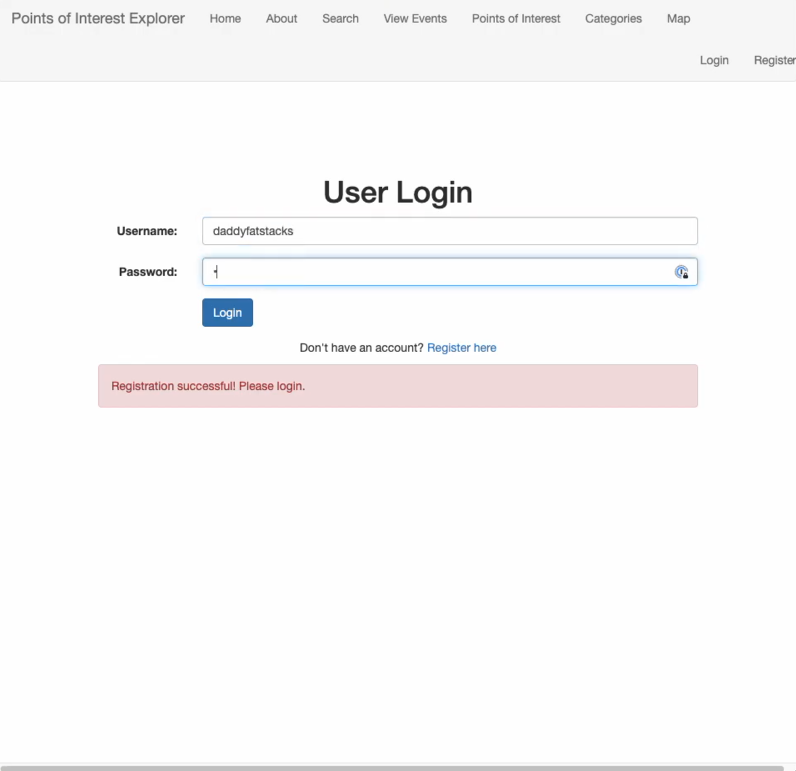 Points of Interest Explorer Home About Search View Events Points of Interest Categories Map
Login Register
User Login
Username: daddyfatstacks
Password: •
Login
Don't have an account? Register here
Registration successful! Please login.